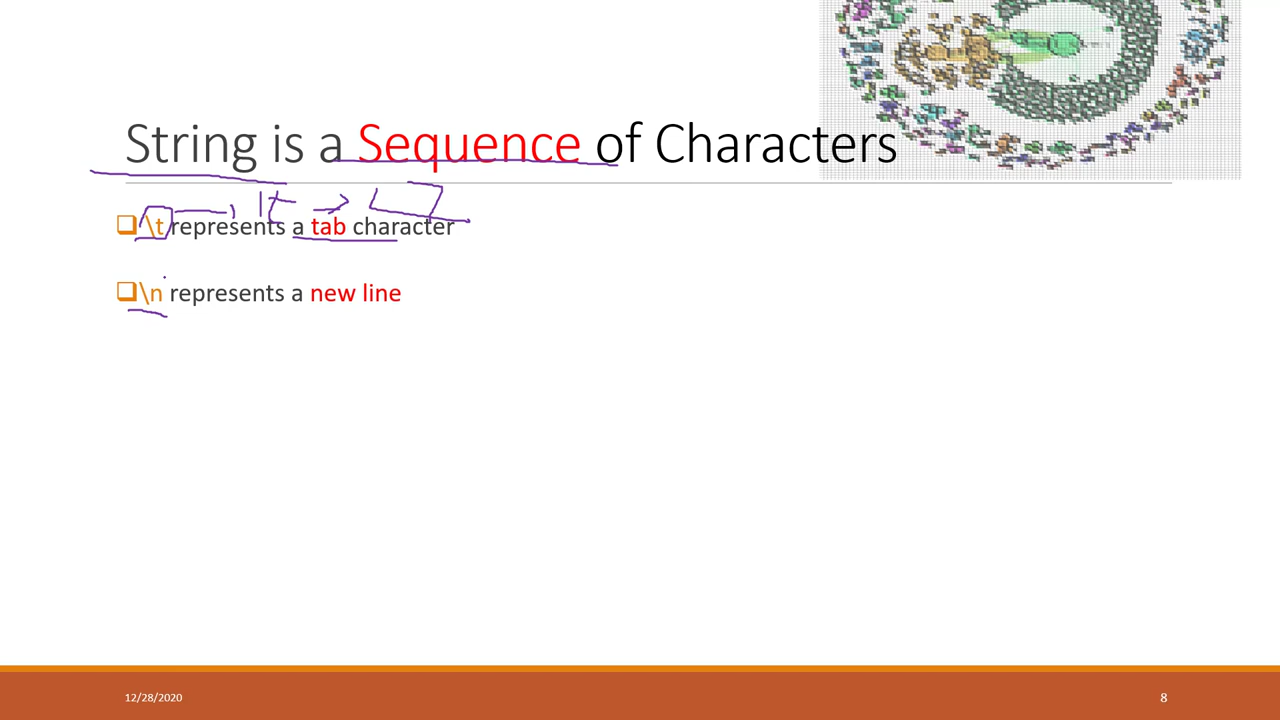 String is a Sequence of Characters
\t represents a tab character
\n represents a new line
12/28/2020
8